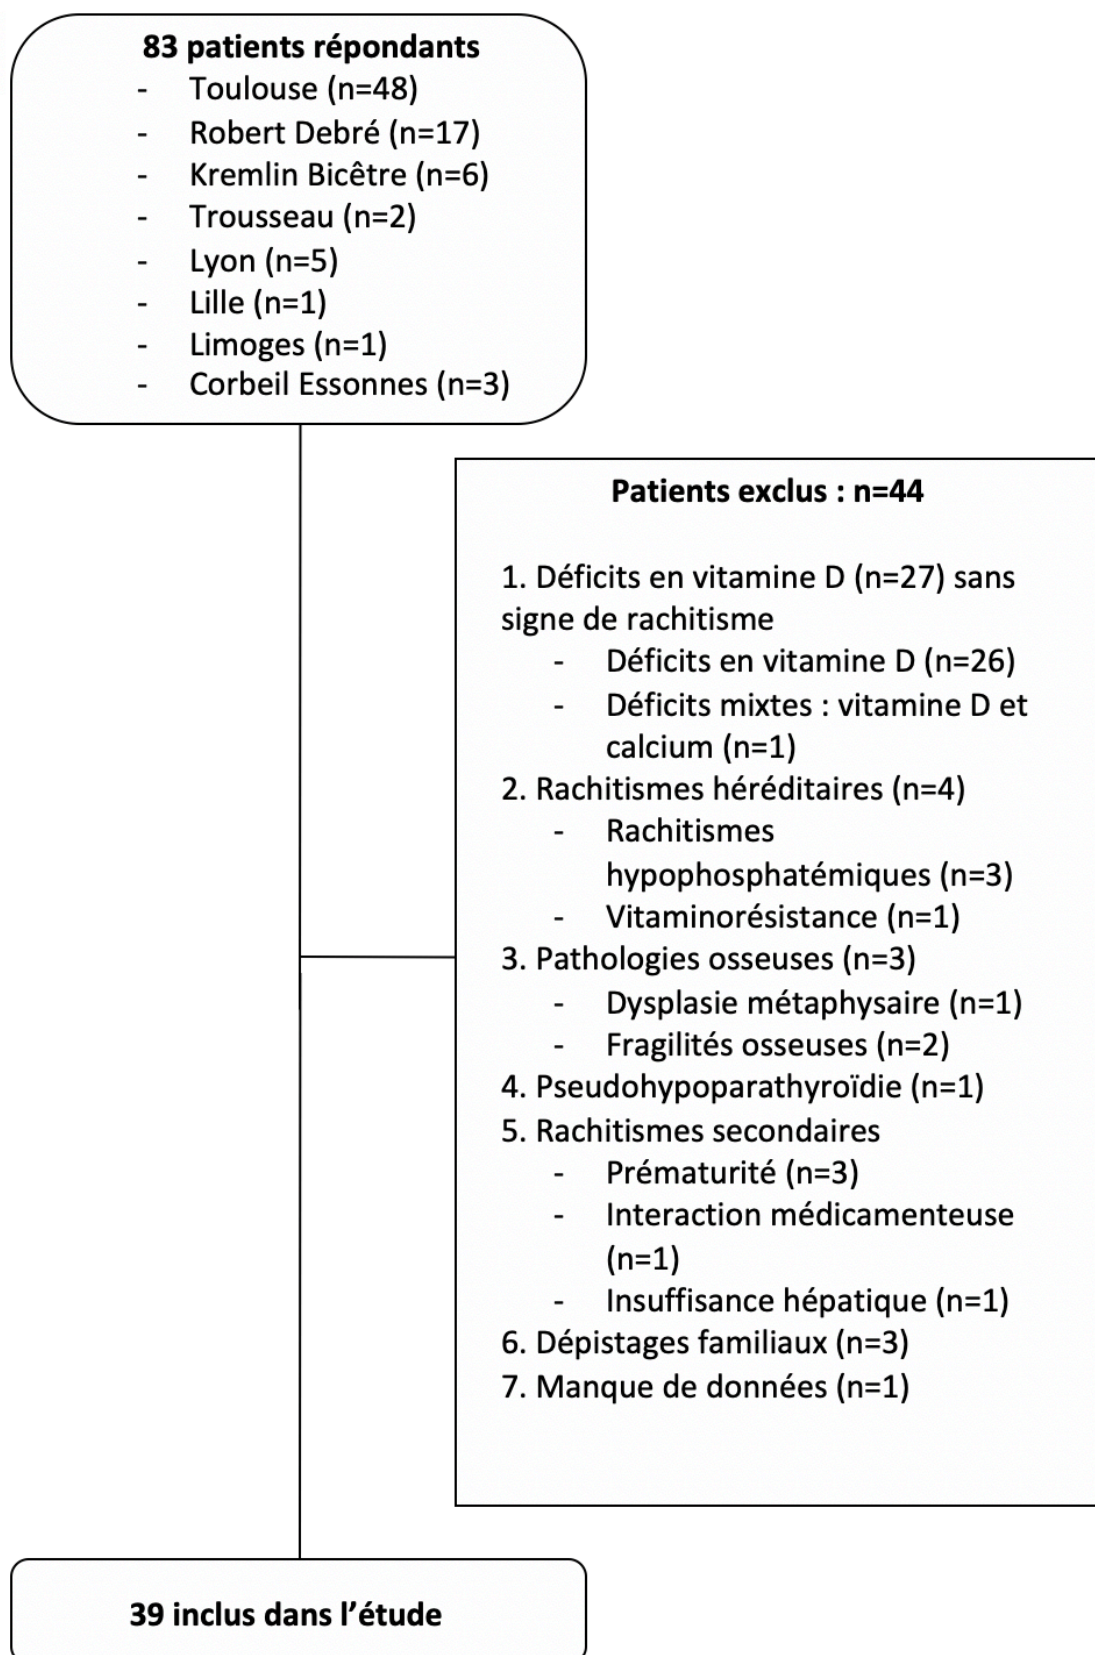 83 patients répondants
- Toulouse (n=48)
- Robert Debré (n=17)
- Kremlin Bicêtre (n=6)
- Trousseau (n=2)
- Lyon (n=5)
- Lille (n=1)
- Limoges (n=1)
- Corbeil Essonnes (n=3)
Patients exclus : n=44
1. Déficits en vitamine D (n=27) sans
signe de rachitisme
- Déficits en vitamine D (n=26)
- Déficits mixtes : vitamine D et
calcium (n=1)
2. Rachitismes héréditaires (n=4)
- Rachitismes
hypophosphatémiques (n=3)
- Vitaminorésistance (n=1)
3. Pathologies osseuses (n=3)
- Dysplasie métaphysaire (n=1)
- Fragilités osseuses (n=2)
4. Pseudohypoparathyroïdie (n=1)
5. Rachitismes secondaires
- Prématurité (n=3)
- Interaction médicamenteuse
(n=1)
- Insuffisance hépatique (n=1)
6. Dépistages familiaux (n=3)
7. Manque de données (n=1)
39 inclus dans l’étude